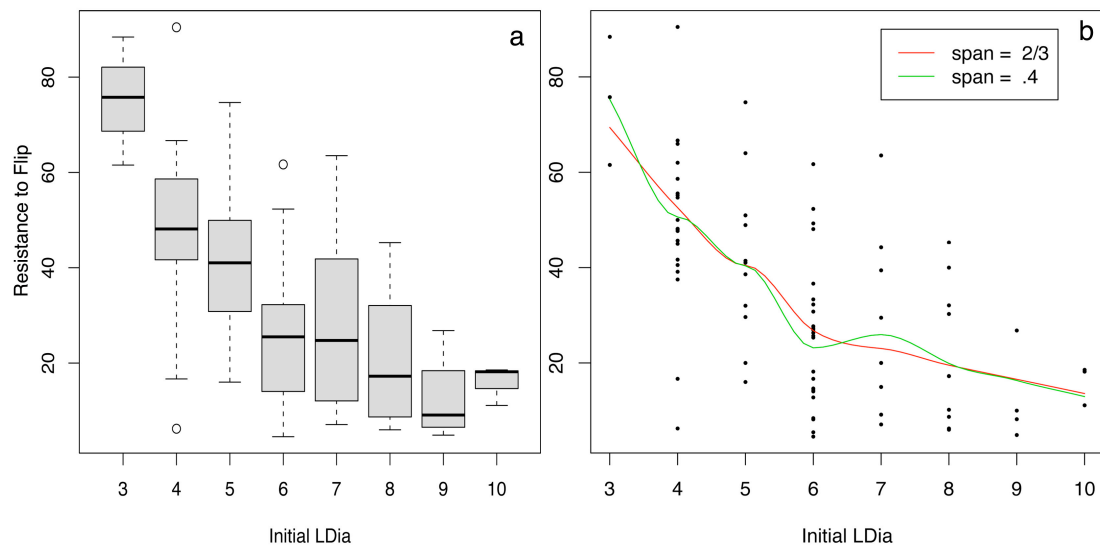 a
Resistance to Flip
80
60
40
20
3 4 5 6 7 8 9 10
Initial LDia
b
span = 2/3
span = .4
80
60
40
20
3 4 5 6 7 8 9 10
Initial LDia